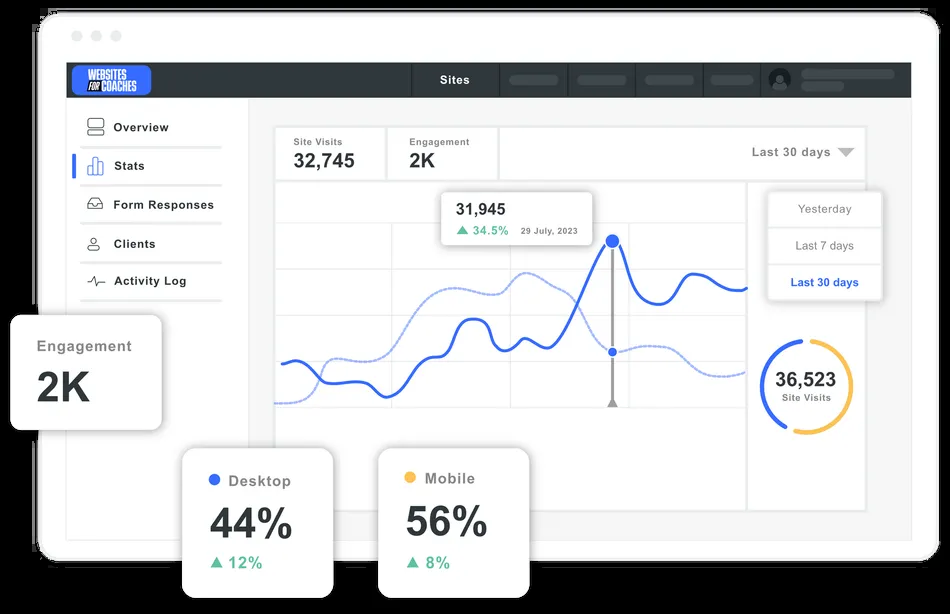 WEBSITES
FOR COACHES
Sites
Overview
Stats
Form Responses
Clients
Activity Log
Site Visits
32,745
Engagement
2K
Last 30 days
31,945
34.5%
29 July, 2023
Yesterday
Last 7 days
Last 30 days
36,523
Site Visits
Engagement
2K
Desktop
44%
12%
Mobile
56%
8%